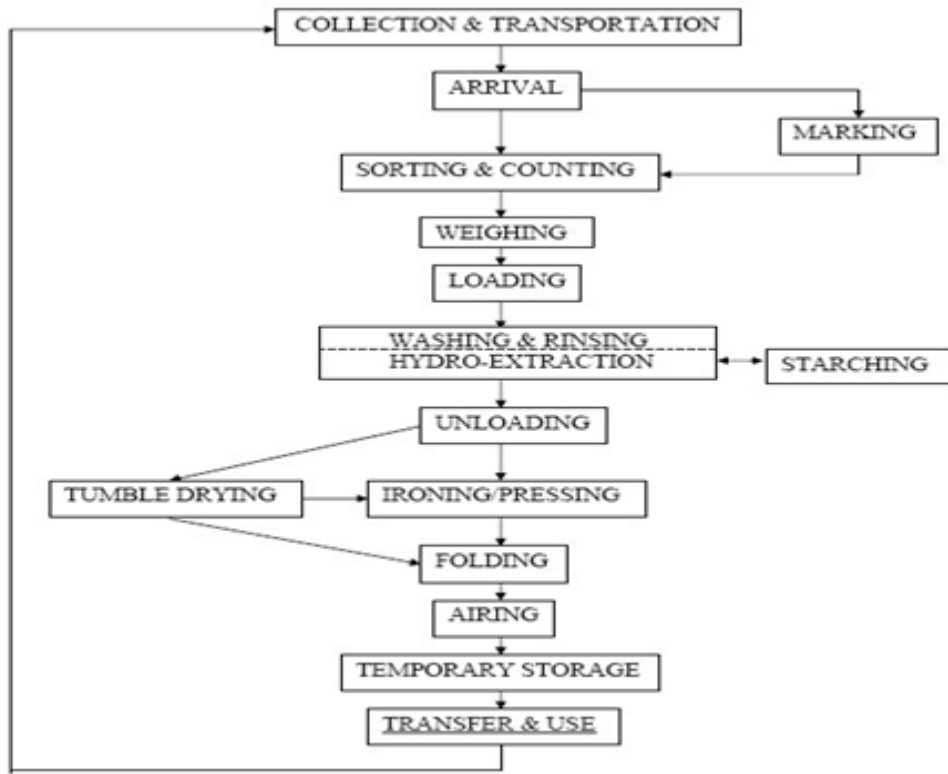 COLLECTION & TRANSPORTATION
ARRIVAL
MARKING
SORTING & COUNTING
WEIGHING
LOADING
WASHING & RINSING
HYDRO-EXTRACTION
STARCHING
UNLOADING
TUMBLE DRYING
IRONING/PRESSING
FOLDING
AIRING
TEMPORARY STORAGE
TRANSFER & USE